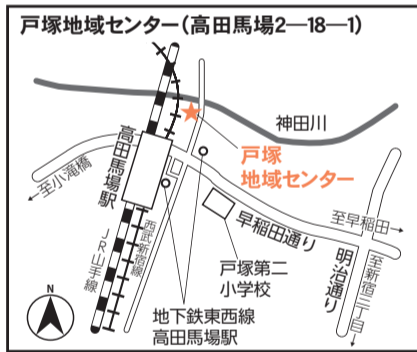 戸塚地域センター(高田馬場2―18―1)
神田川
戸塚
地域センター
高田馬場駅
至小滝橋
早稲田通り
至早稲田
明治通り
至新宿三丁目
西武新宿線
JR山手線
戸塚第二
小学校
地下鉄東西線
高田馬場駅
N